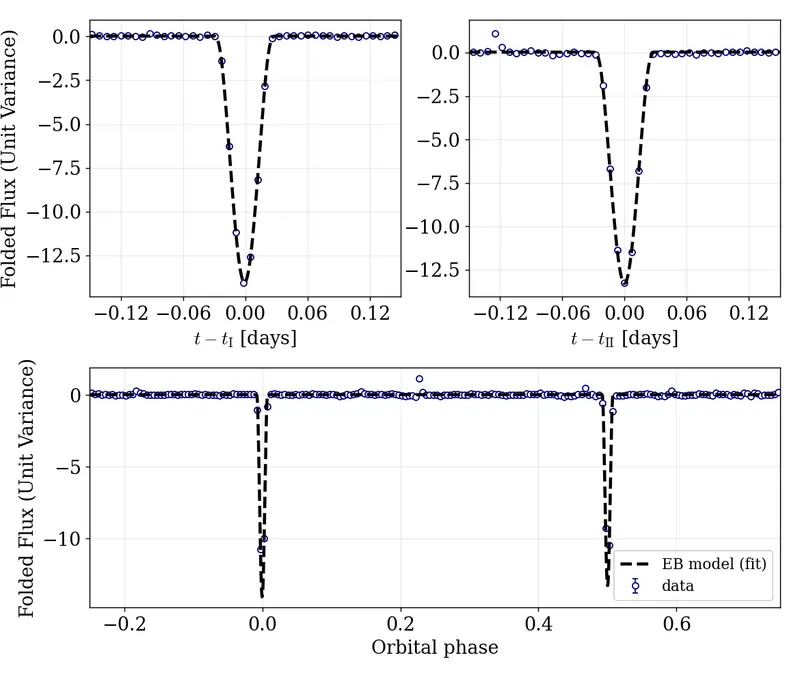 Folded Flux (Unit Variance)
0.0
−2.5
−5.0
−7.5
−10.0
−12.5
−0.12 −0.06 0.00 0.06 0.12
t − tI [days]
0.0
−2.5
−5.0
−7.5
−10.0
−12.5
−0.12 −0.06 0.00 0.06 0.12
t − tII [days]
Folded Flux (Unit Variance)
0
−5
−10
EB model (fit)
data
−0.2 0.0 0.2 0.4 0.6
Orbital phase